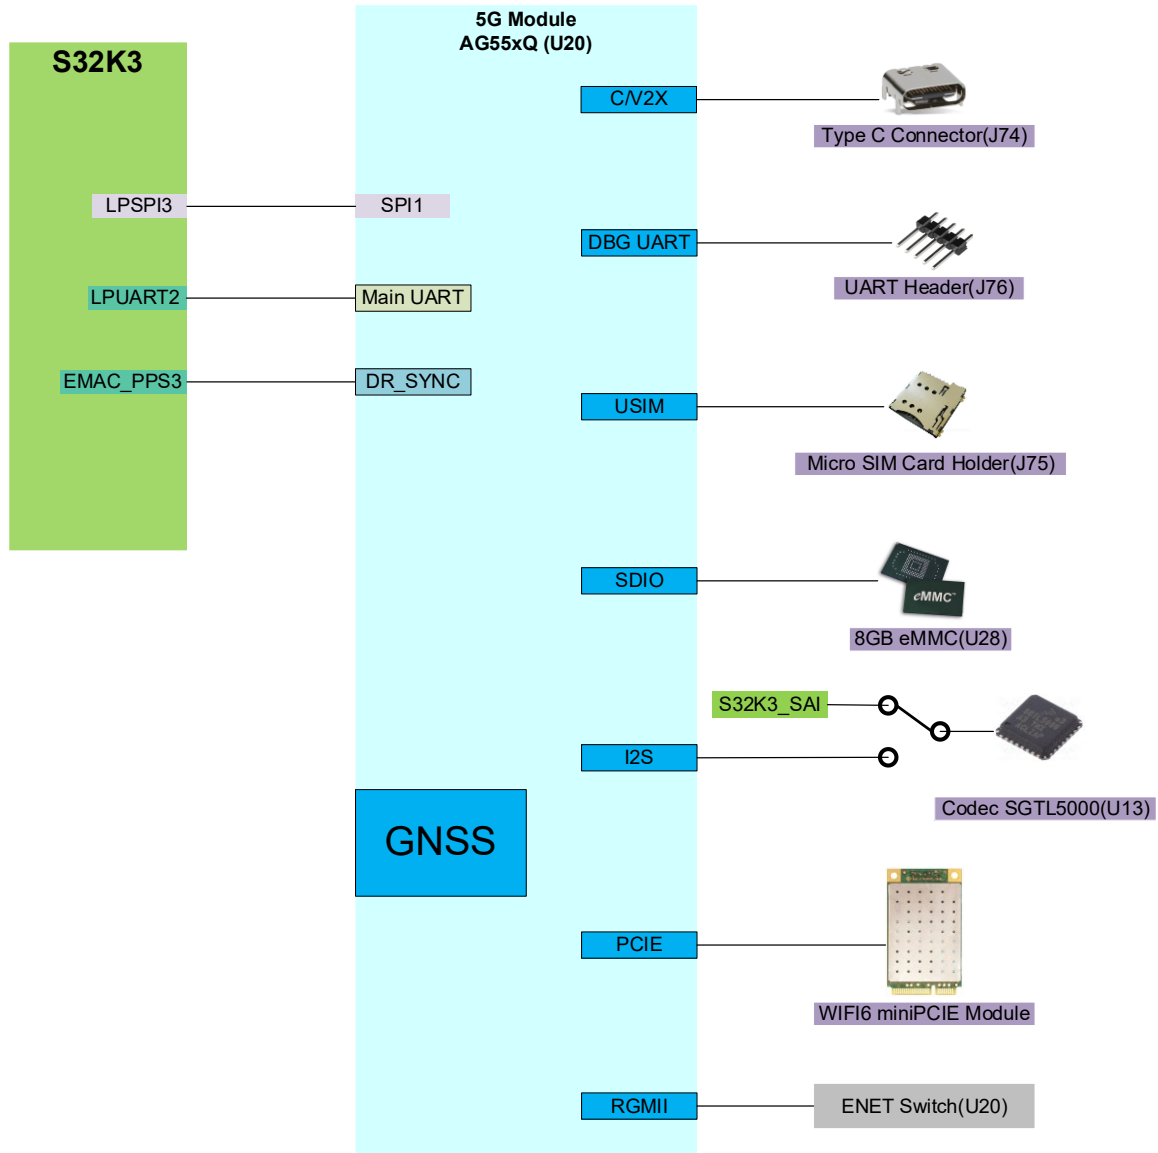 5G Module
AG55xQ (U20)
S32K3
C/V2X
Type C Connector(J74)
LPSPI3
SPI1
DBG UART
UART Header(J76)
LPUART2
Main UART
EMAC_PPS3
DR_SYNC
USIM
Micro SIM Card Holder(J75)
SDIO
eMMC™
8GB eMMC(U28)
S32K3_SAI
I2S
Codec SGTL5000(U13)
GNSS
PCIE
WIFI6 miniPCIE Module
RGMII
ENET Switch(U20)